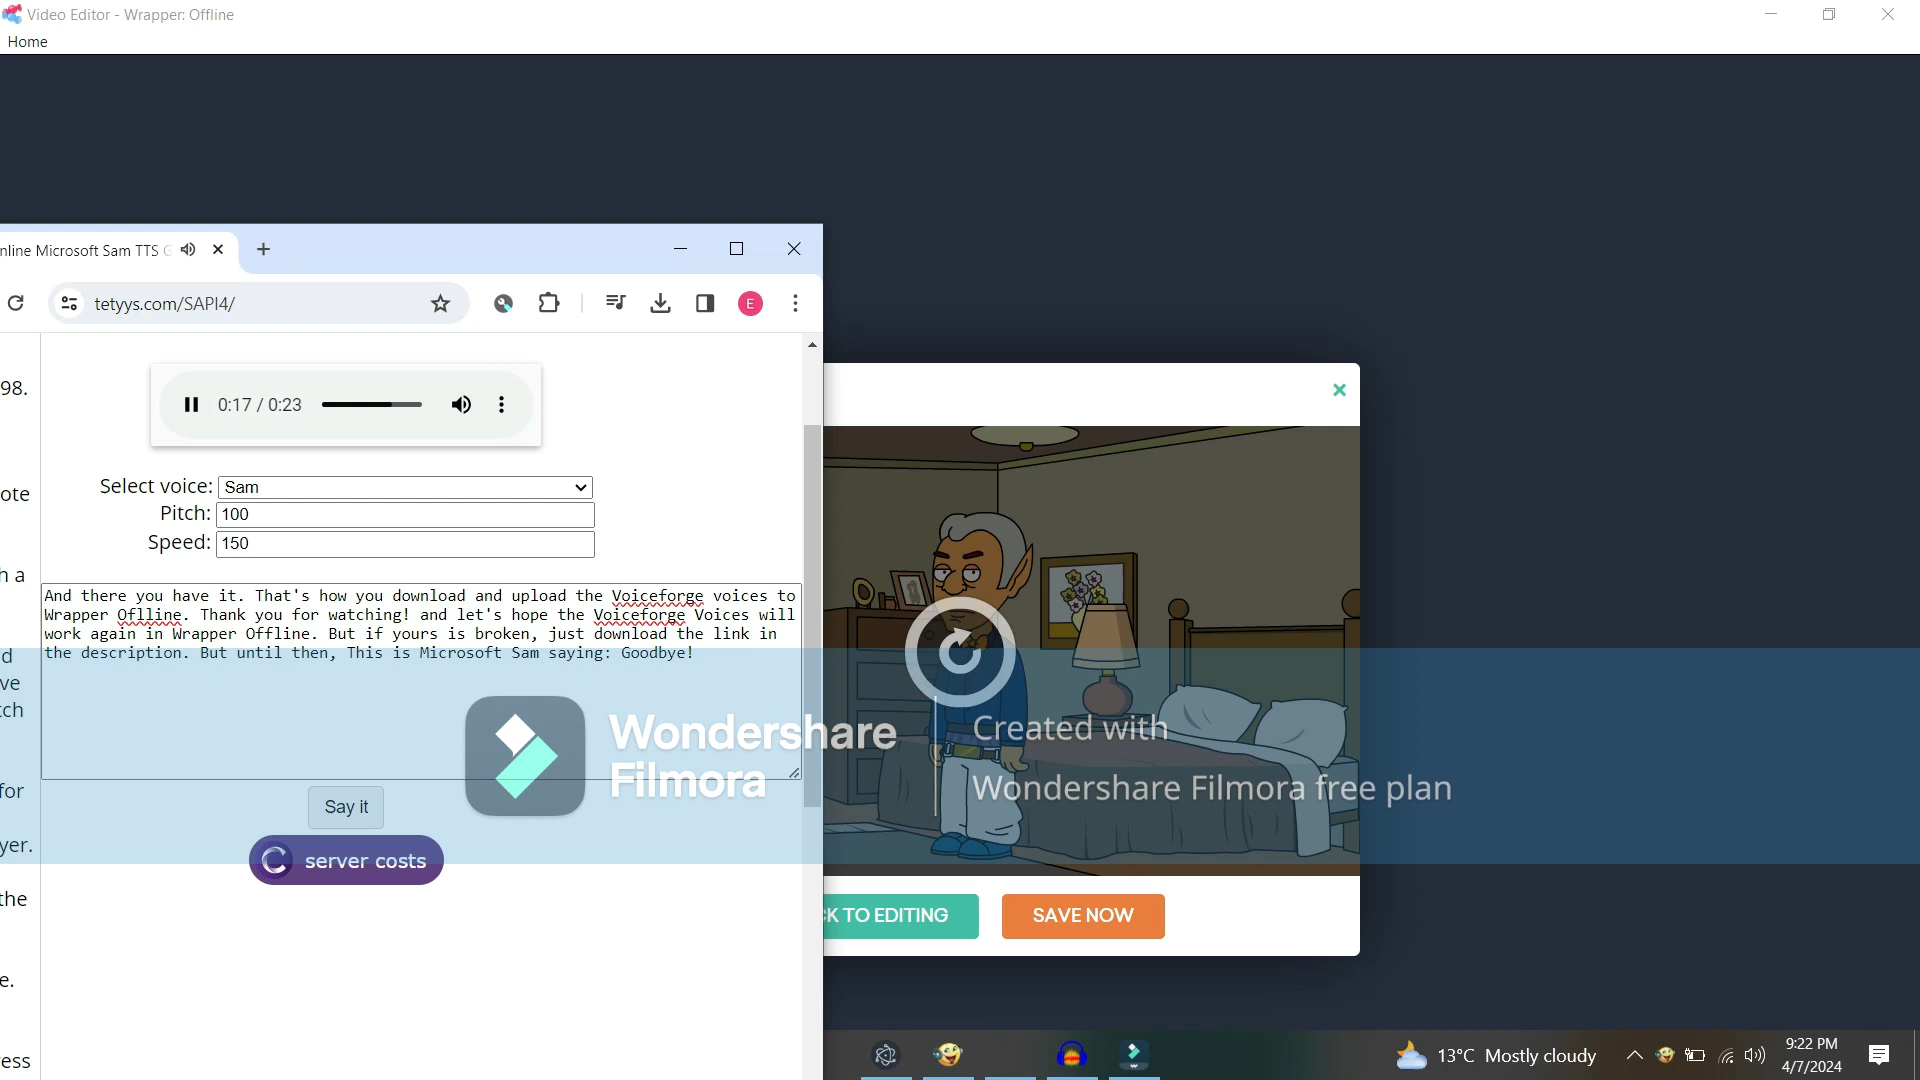 Video Editor - Wrapper: Offline
Home
nline Microsoft Sam TTS G
tetyys.com/SAPI4/
E
98.
ote
h a
d
ve
tch
for
yer.
the
e.
ess
0:17 / 0:23
Select voice: Sam
Pitch: 100
Speed: 150
And there you have it. That's how you download and upload the Voiceforge voices to
Wrapper Oflline. Thank you for watching! and let's hope the Voiceforge Voices will
work again in Wrapper Offline. But if yours is broken, just download the link in
the description. But until then, This is Microsoft Sam saying: Goodbye!
Say it
server costs
Wondershare
Filmora
Created with
Wondershare Filmora free plan
CK TO EDITING
SAVE NOW
13°C Mostly cloudy
9:22 PM
4/7/2024